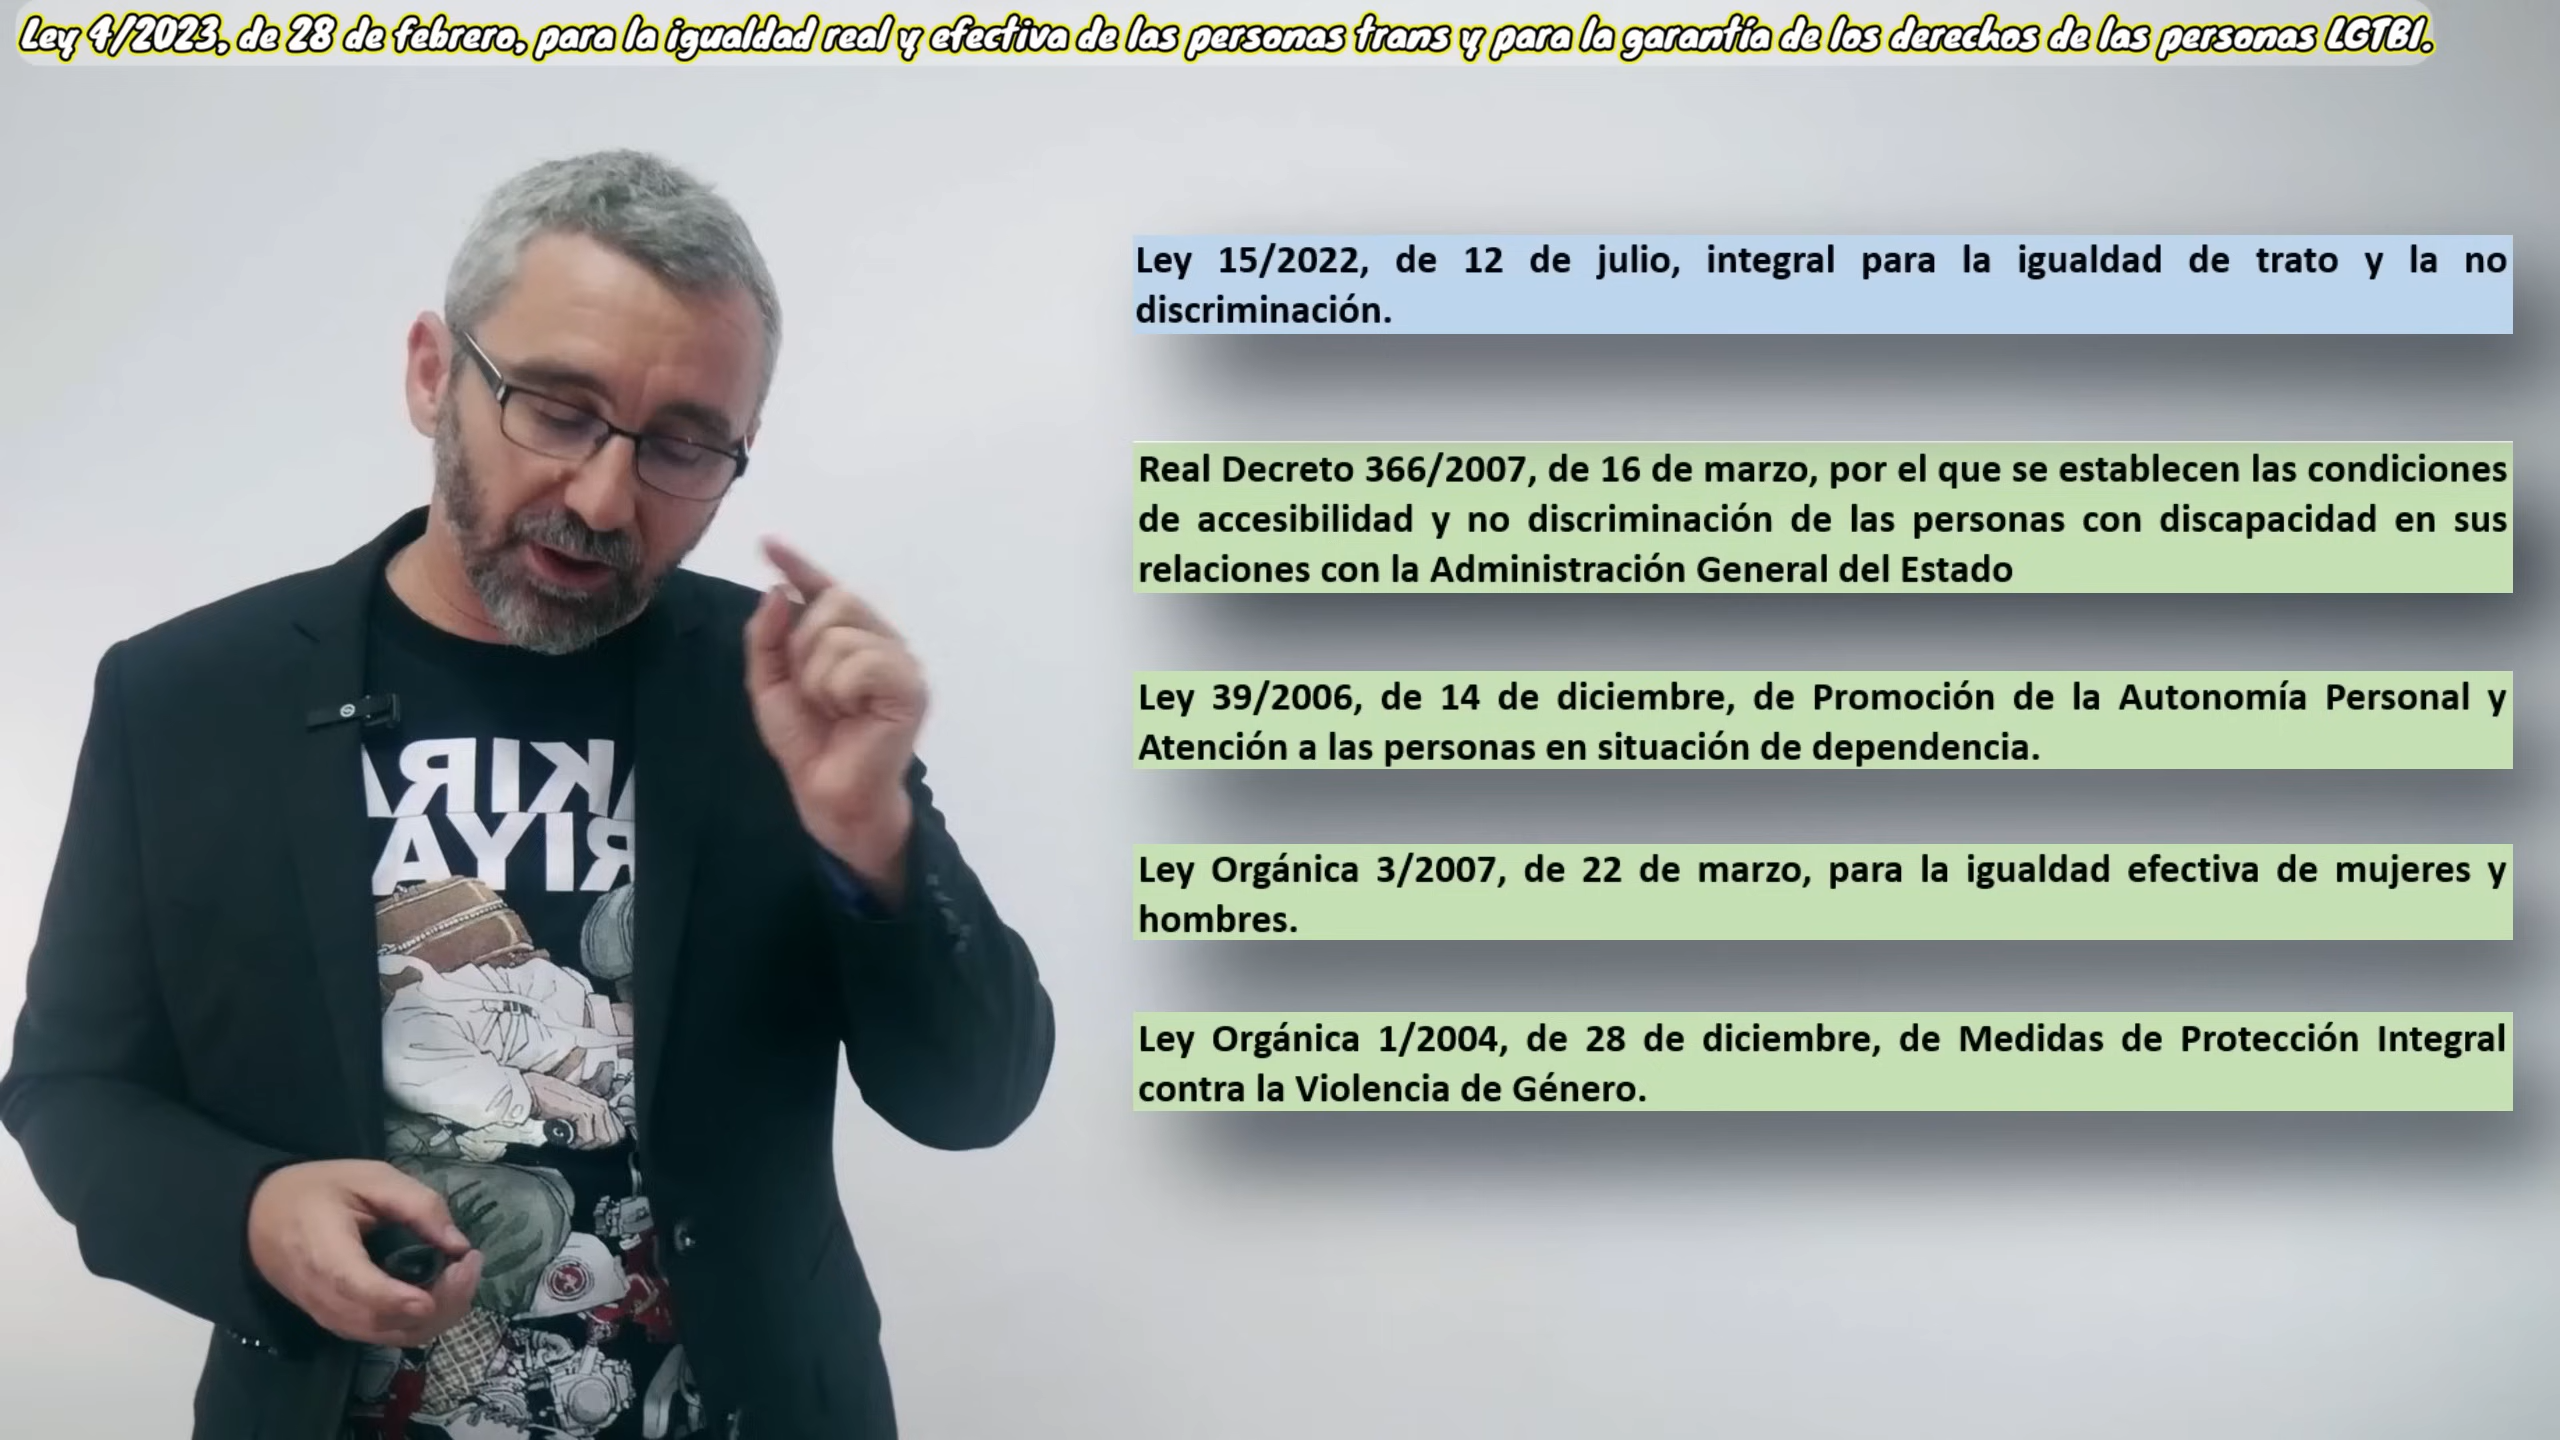 Ley 4/2023, de 28 de febrero, para la igualdad real y efectiva de las personas trans y para la garantía de los derechos de las personas LGTBI.
Ley 15/2022, de 12 de julio, integral para la igualdad de trato y la no
discriminación.
Real Decreto 366/2007, de 16 de marzo, por el que se establecen las condiciones
de accesibilidad y no discriminación de las personas con discapacidad en sus
relaciones con la Administración General del Estado
Ley 39/2006, de 14 de diciembre, de Promoción de la Autonomía Personal y
Atención a las personas en situación de dependencia.
Ley Orgánica 3/2007, de 22 de marzo, para la igualdad efectiva de mujeres y
hombres.
Ley Orgánica 1/2004, de 28 de diciembre, de Medidas de Protección Integral
contra la Violencia de Género.